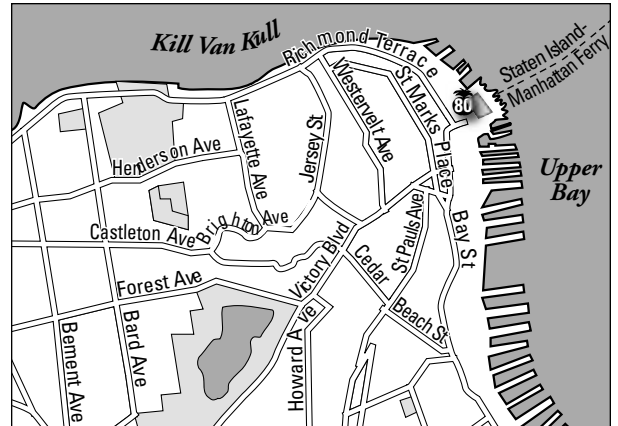 Kill Van Kull
Richmond Terrace
Staten Island-
Manhattan Ferry
80
Westervelt Ave
St Marks Place
Lafayette Ave
Jersey St
Henderson Ave
Upper
Bay
Brighton Ave
Castleton Ave
St Pauls Ave
Bay St
Victory Blvd
Cedar
Forest Ave
Beach St
Howard Ave
Bard Ave
Bement Ave